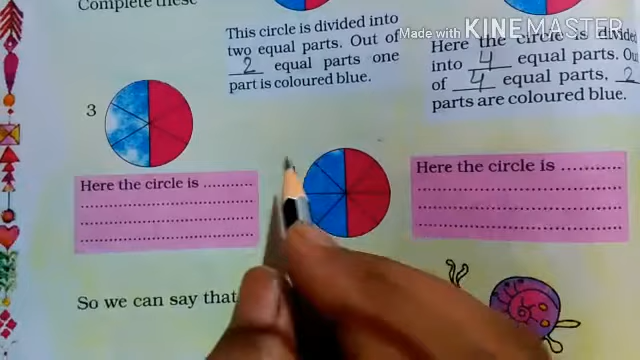 Complete these
Made with KINEMASTER
This circle is divided into
two equal parts. Out of
2 equal parts one
part is coloured blue.
Here the circle is divided
into 4 equal parts. Out
of 4 equal parts, 2
parts are coloured blue.
3
Here the circle is ...........
Here the circle is ...........
So we can say that